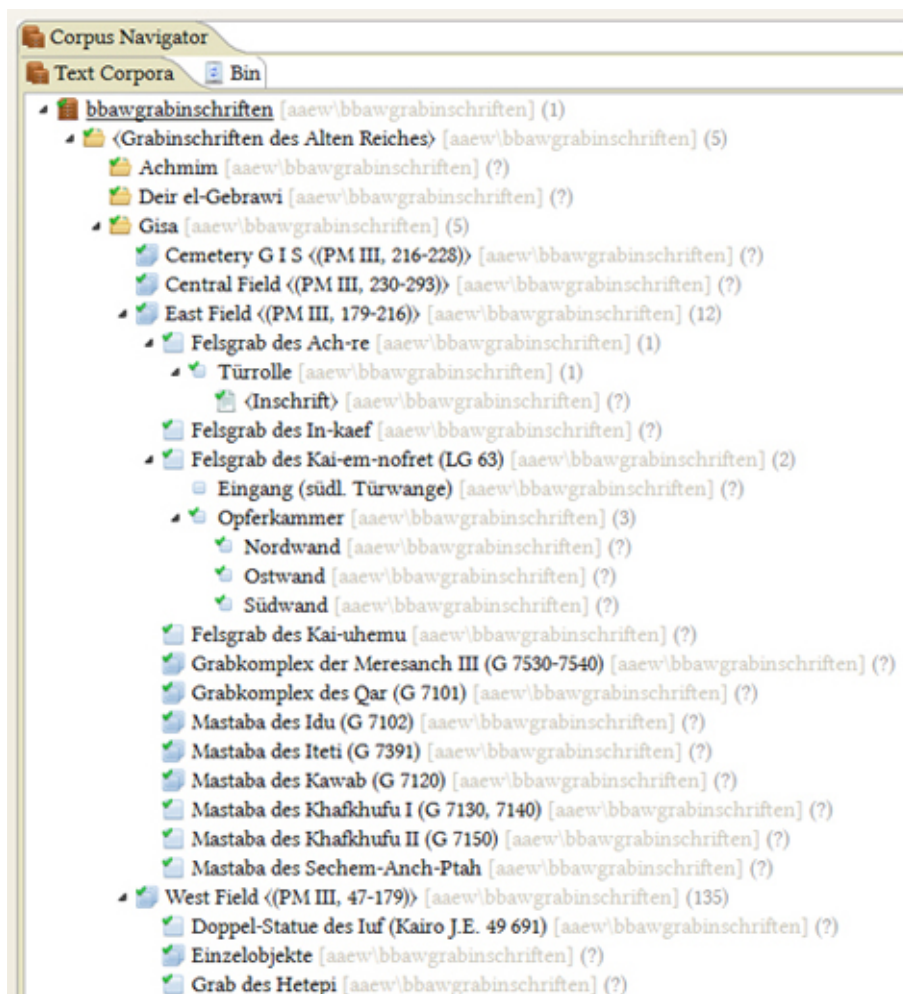 Corpus Navigator
Text Corpora Bin
bbawgrabinschriften [aaew\bbawgrabinschriften] (1)
‹Grabinschriften des Alten Reiches› [aaew\bbawgrabinschriften] (5)
Achmim [aaew\bbawgrabinschriften] (?)
Deir el-Gebrawi [aaew\bbawgrabinschriften] (?)
Gisa [aaew\bbawgrabinschriften] (5)
Cemetery G I S ‹(PM III, 216-228)› [aaew\bbawgrabinschriften] (?)
Central Field ‹(PM III, 230-293)› [aaew\bbawgrabinschriften] (?)
East Field ‹(PM III, 179-216)› [aaew\bbawgrabinschriften] (12)
Felsgrab des Ach-re [aaew\bbawgrabinschriften] (1)
Türrolle [aaew\bbawgrabinschriften] (1)
‹Inschrift› [aaew\bbawgrabinschriften] (?)
Felsgrab des In-kaef [aaew\bbawgrabinschriften] (?)
Felsgrab des Kai-em-nofret (LG 63) [aaew\bbawgrabinschriften] (2)
Eingang (südl. Türwange) [aaew\bbawgrabinschriften] (?)
Opferkammer [aaew\bbawgrabinschriften] (3)
Nordwand [aaew\bbawgrabinschriften] (?)
Ostwand [aaew\bbawgrabinschriften] (?)
Südwand [aaew\bbawgrabinschriften] (?)
Felsgrab des Kai-uhemu [aaew\bbawgrabinschriften] (?)
Grabkomplex der Meresanch III (G 7530-7540) [aaew\bbawgrabinschriften] (?)
Grabkomplex des Qar (G 7101) [aaew\bbawgrabinschriften] (?)
Mastaba des Idu (G 7102) [aaew\bbawgrabinschriften] (?)
Mastaba des Iteti (G 7391) [aaew\bbawgrabinschriften] (?)
Mastaba des Kawab (G 7120) [aaew\bbawgrabinschriften] (?)
Mastaba des Khafkhufu I (G 7130, 7140) [aaew\bbawgrabinschriften] (?)
Mastaba des Khafkhufu II (G 7150) [aaew\bbawgrabinschriften] (?)
Mastaba des Sechem-Anch-Ptah [aaew\bbawgrabinschriften] (?)
West Field ‹(PM III, 47-179)› [aaew\bbawgrabinschriften] (135)
Doppel-Statue des Iuf (Kairo J.E. 49 691) [aaew\bbawgrabinschriften] (?)
Einzelobjekte [aaew\bbawgrabinschriften] (?)
Grab des Hetepi [aaew\bbawgrabinschriften] (?)